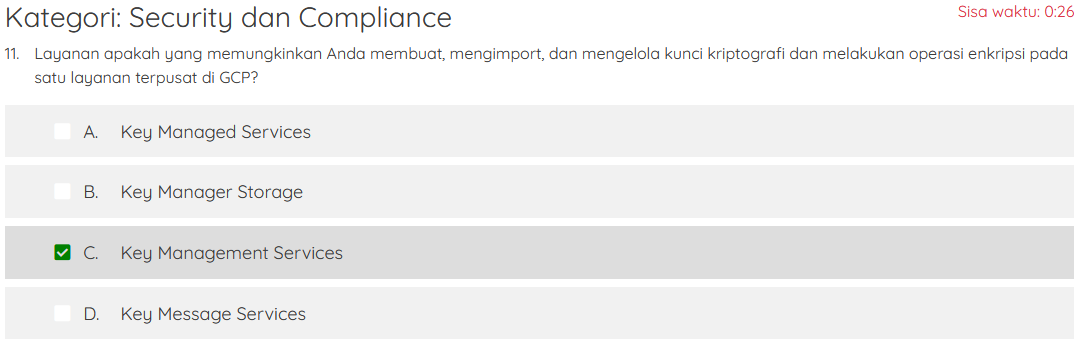 Kategori: Security dan Compliance
Sisa waktu: 0:26
11. Layanan apakah yang memungkinkan Anda membuat, mengimport, dan mengelola kunci kriptografi dan melakukan operasi enkripsi pada
satu layanan terpusat di GCP?
A. Key Managed Services
B. Key Manager Storage
C. Key Management Services
D. Key Message Services